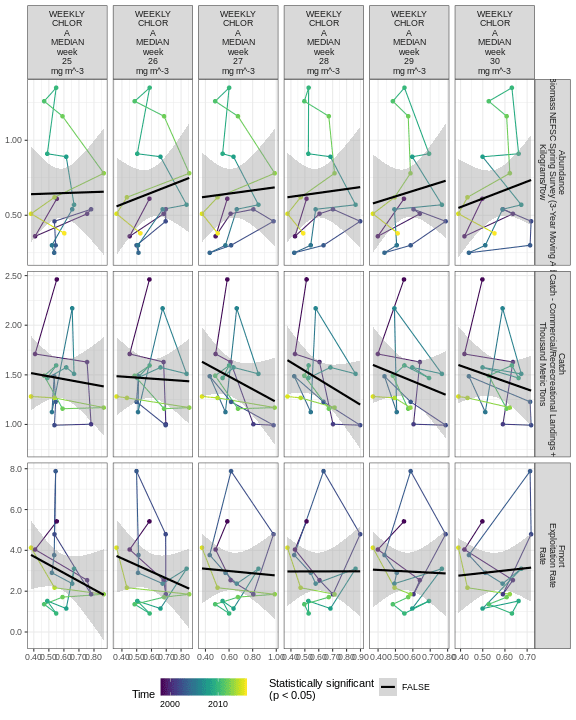 WEEKLY
CHLOR
A
MEDIAN
week
25
mg m^-3
WEEKLY
CHLOR
A
MEDIAN
week
26
mg m^-3
WEEKLY
CHLOR
A
MEDIAN
week
27
mg m^-3
WEEKLY
CHLOR
A
MEDIAN
week
28
mg m^-3
WEEKLY
CHLOR
A
MEDIAN
week
29
mg m^-3
WEEKLY
CHLOR
A
MEDIAN
week
30
mg m^-3
1.00
0.50
Abundance
Biomass NEFSC Spring Survey (3-Year Moving A
Kilograms/Tow
2.50
2.00
1.50
1.00
Catch
Catch - Commercial/Recreational Landings +
Thousand Metric Tons
8.0
6.0
4.0
2.0
0.0
Fmort
Exploitation Rate
Rate
0.40 0.50 0.60 0.70 0.80
0.40 0.50 0.60 0.70 0.80
0.40 0.60 0.80 1.00
0.40 0.50 0.60 0.70 0.80 0.90
0.40 0.50 0.60 0.70 0.80
0.40 0.50 0.60 0.70
Time
2000 2010
Statistically significant
(p < 0.05)
FALSE